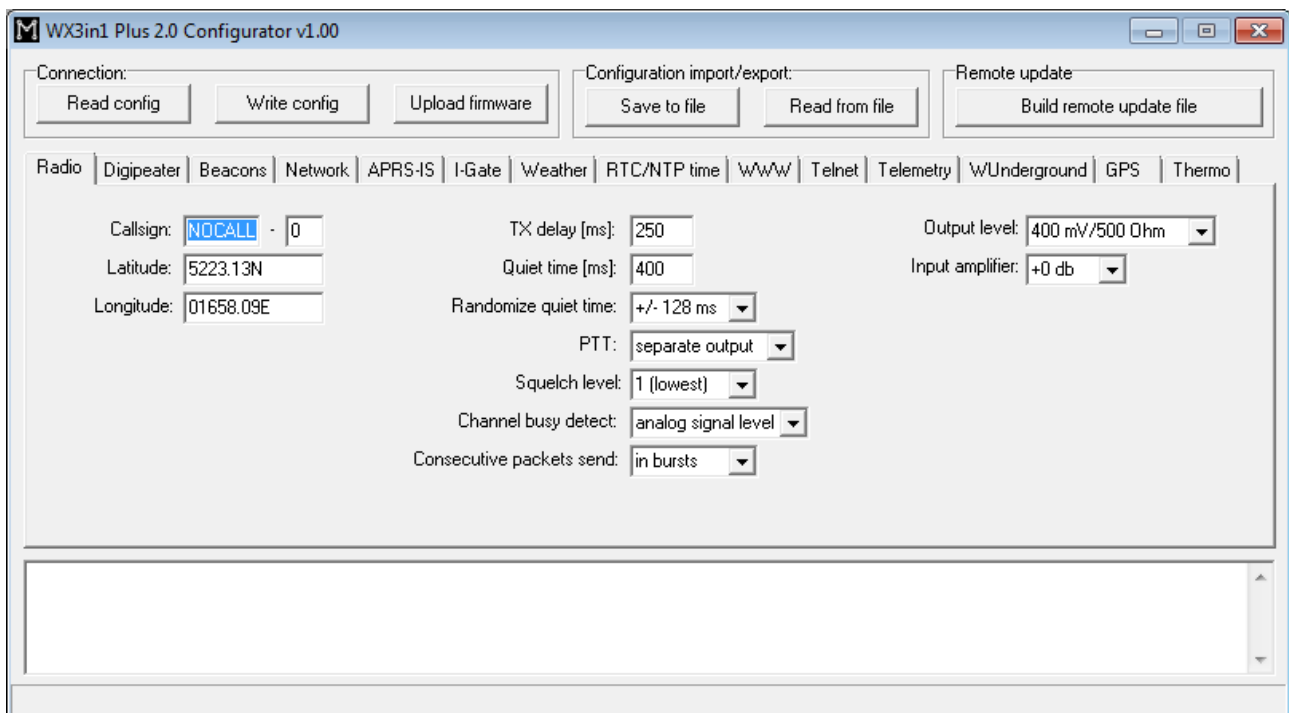 WX3in1 Plus 2.0 Configurator v1.00
Connection: Configuration import/export: Remote update
Read config Write config Upload firmware Save to file Read from file Build remote update file
Radio Digipeater Beacons Network APRS-IS I-Gate Weather RTC/NTP time WWW Telnet Telemetry WUnderground GPS Thermo
Callsign: NOCALL - 0 TX delay [ms]: 250 Output level: 400 mV/500 Ohm
Latitude: 5223.13N Quiet time [ms]: 400 Input amplifier: +0 db
Longitude: 01658.09E Randomize quiet time: +/- 128 ms
PTT: separate output
Squelch level: 1 (lowest)
Channel busy detect: analog signal level
Consecutive packets send: in bursts